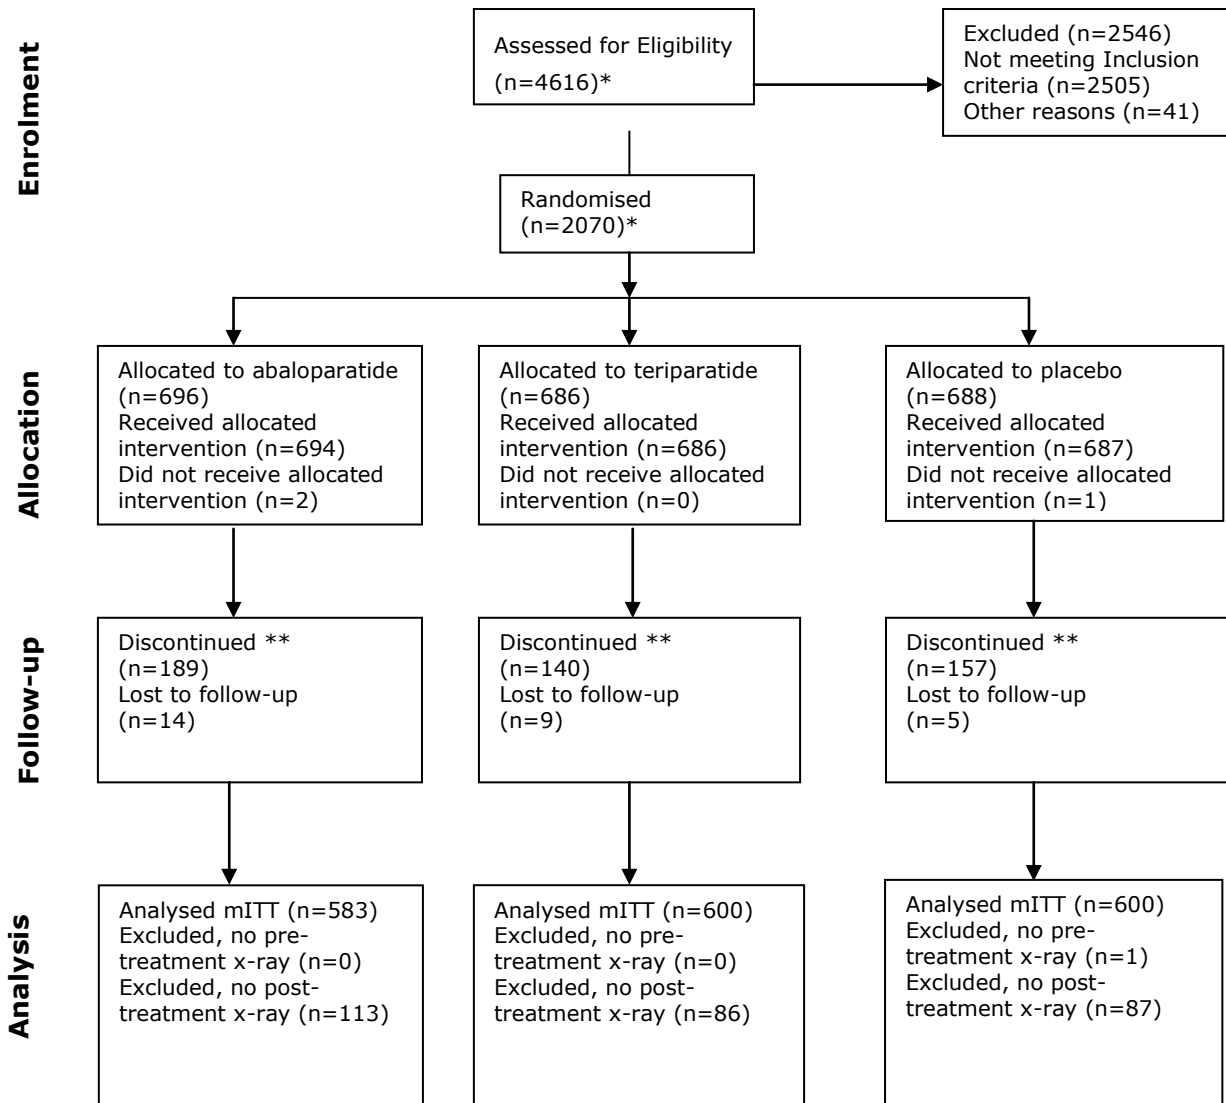 Enrolment
Assessed for Eligibility
(n=4616)*
Excluded (n=2546)
Not meeting Inclusion
criteria (n=2505)
Other reasons (n=41)
Randomised
(n=2070)*
Allocation
Allocated to abaloparatide
(n=696)
Received allocated
intervention (n=694)
Did not receive allocated
intervention (n=2)
Allocated to teriparatide
(n=686)
Received allocated
intervention (n=686)
Did not receive allocated
intervention (n=0)
Allocated to placebo
(n=688)
Received allocated
intervention (n=687)
Did not receive allocated
intervention (n=1)
Follow-up
Discontinued **
(n=189)
Lost to follow-up
(n=14)
Discontinued **
(n=140)
Lost to follow-up
(n=9)
Discontinued **
(n=157)
Lost to follow-up
(n=5)
Analysis
Analysed mITT (n=583)
Excluded, no pre-
treatment x-ray (n=0)
Excluded, no post-
treatment x-ray (n=113)
Analysed mITT (n=600)
Excluded, no pre-
treatment x-ray (n=0)
Excluded, no post-
treatment x-ray (n=86)
Analysed mITT (n=600)
Excluded, no pre-
treatment x-ray (n=1)
Excluded, no post-
treatment x-ray (n=87)